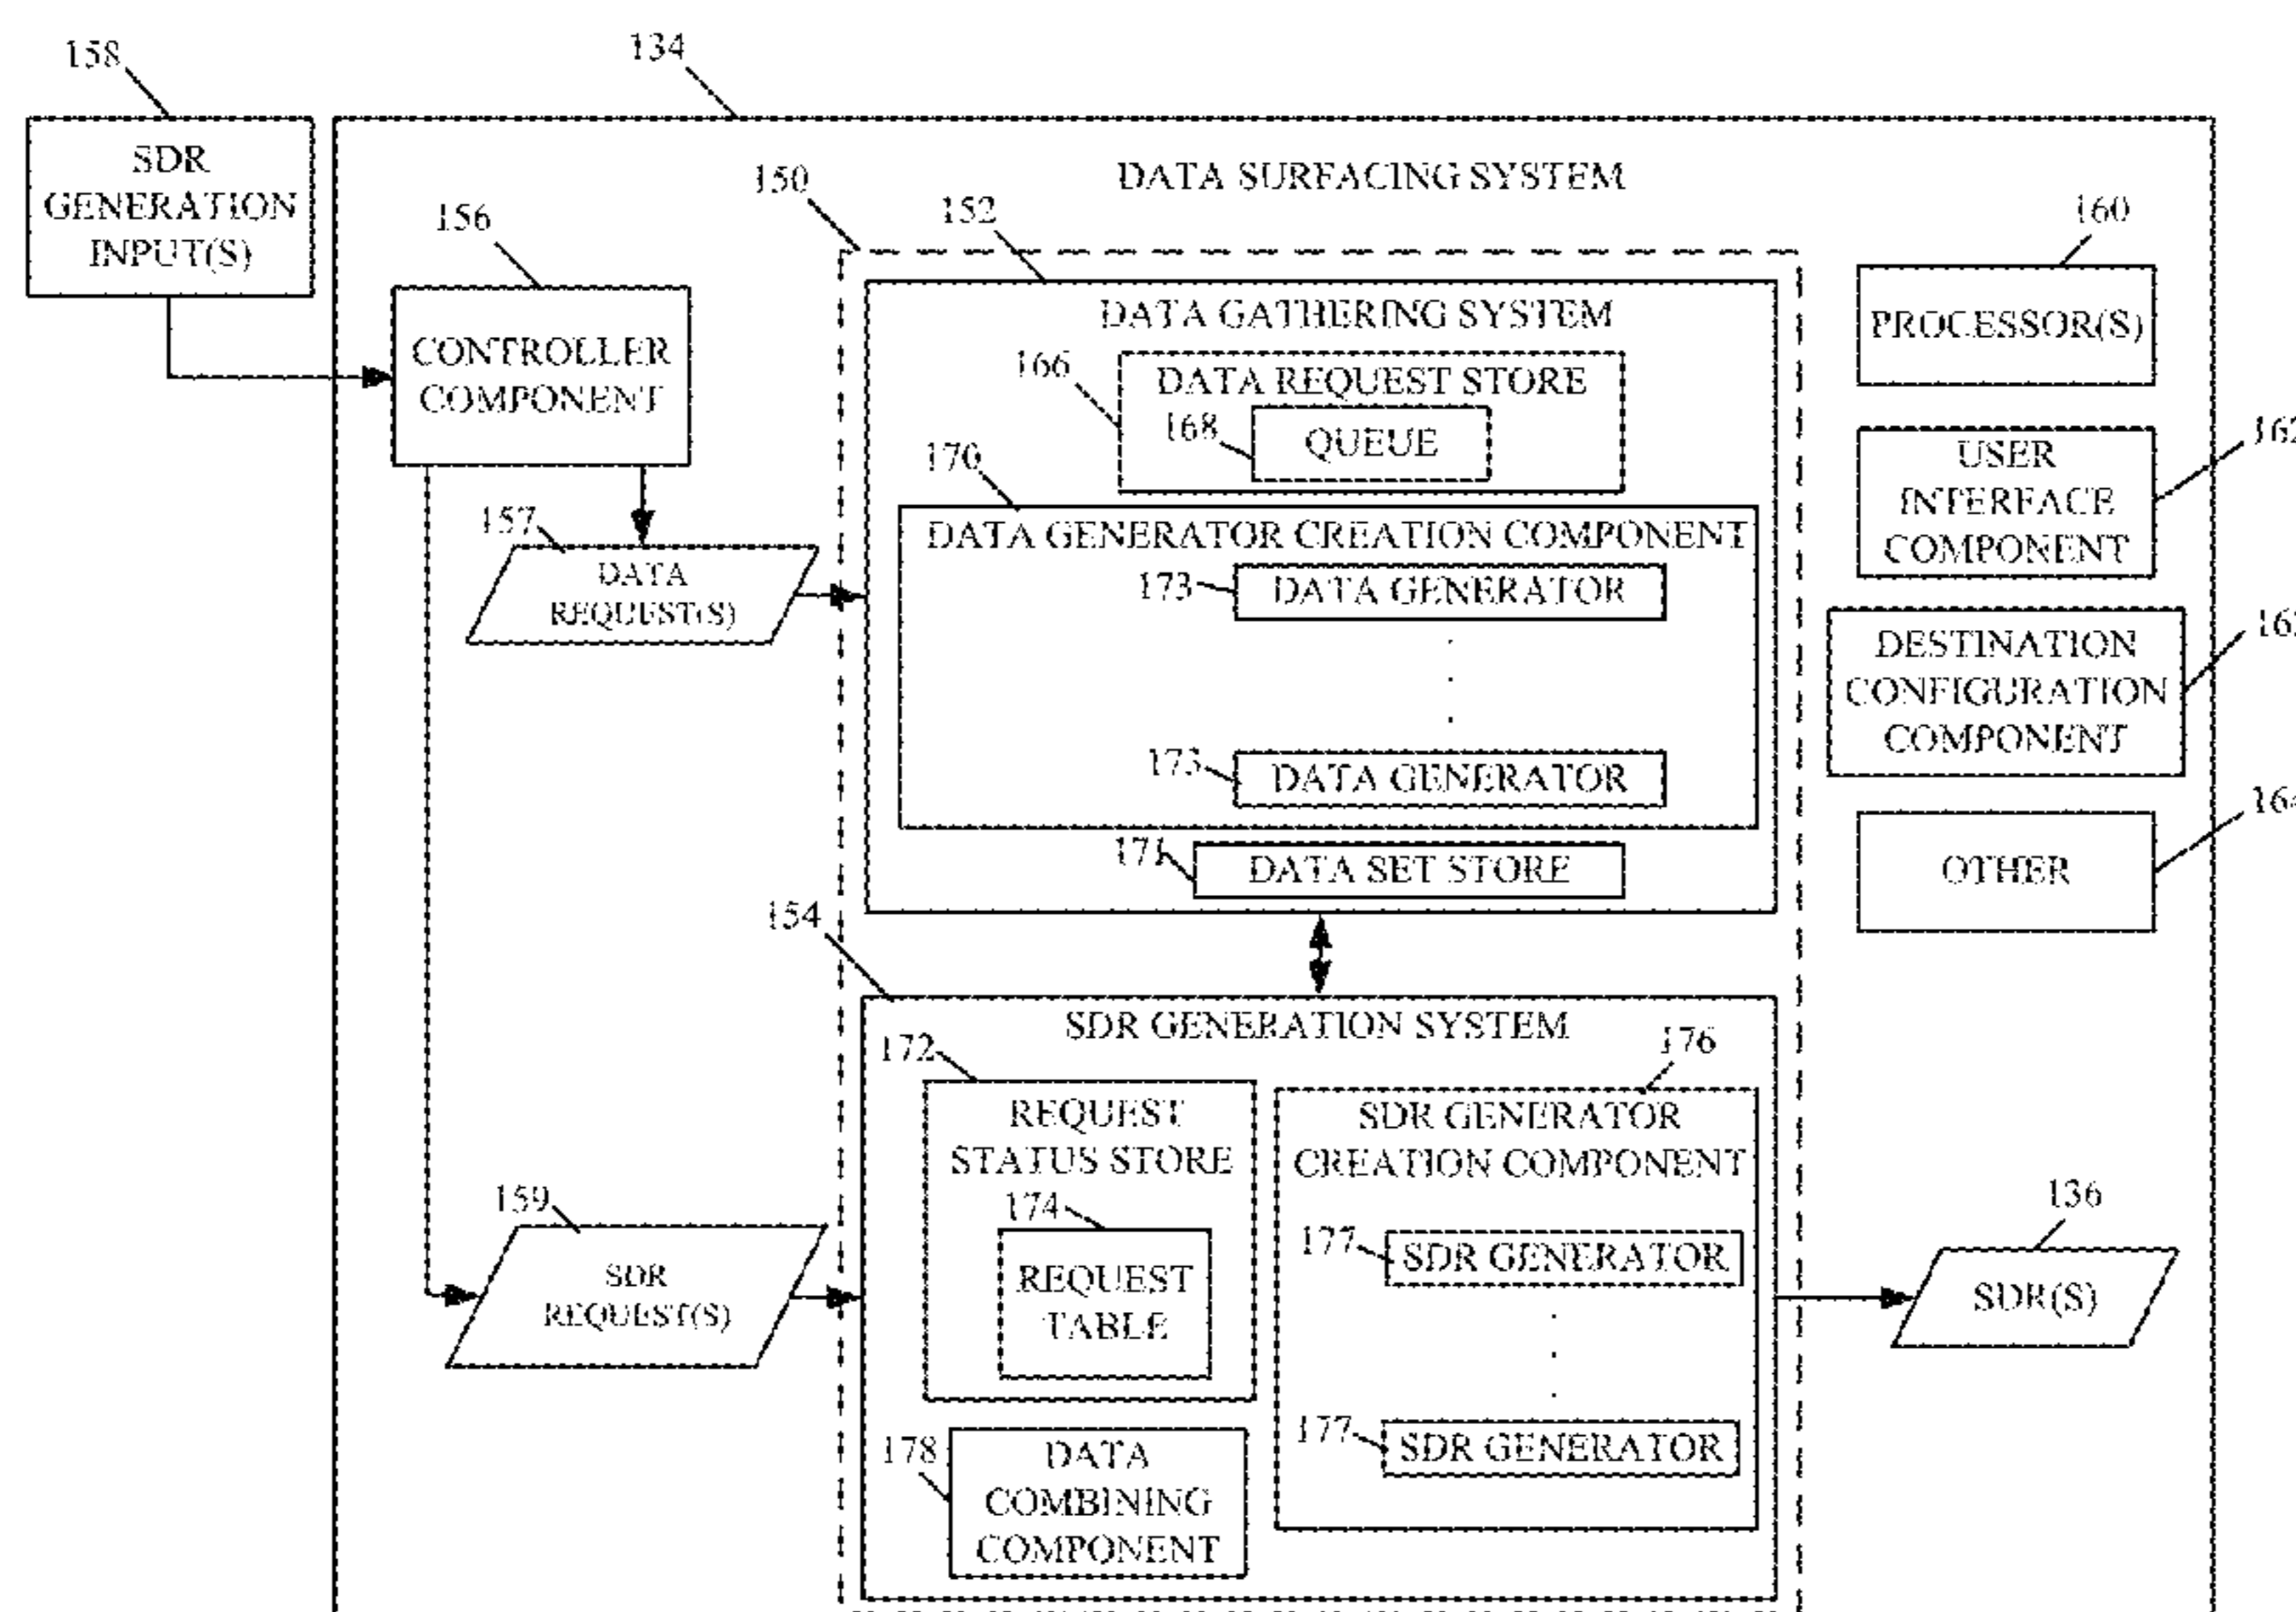 158
134
SDR
GENERATION
INPUT(S)
DATA SURFACING SYSTEM
150
152
156
160
CONTROLLER
COMPONENT
DATA GATHERING SYSTEM
PROCESSOR(S)
166
DATA REQUEST STORE
168
QUEUE
USER
INTERFACE
COMPONENT
170
157
DATA
REQUEST(S)
DATA GENERATOR CREATION COMPONENT
173
DATA GENERATOR
.
.
.
173
DATA GENERATOR
DESTINATION
CONFIGURATION
COMPONENT
171
DATA SET STORE
OTHER
154
SDR GENERATION SYSTEM
172
176
REQUEST
STATUS STORE
174
REQUEST
TABLE
SDR GENERATOR
CREATION COMPONENT
177
SDR GENERATOR
.
.
.
177
SDR GENERATOR
159
SDR
REQUEST(S)
136
SDR(S)
178
DATA
COMBINING
COMPONENT